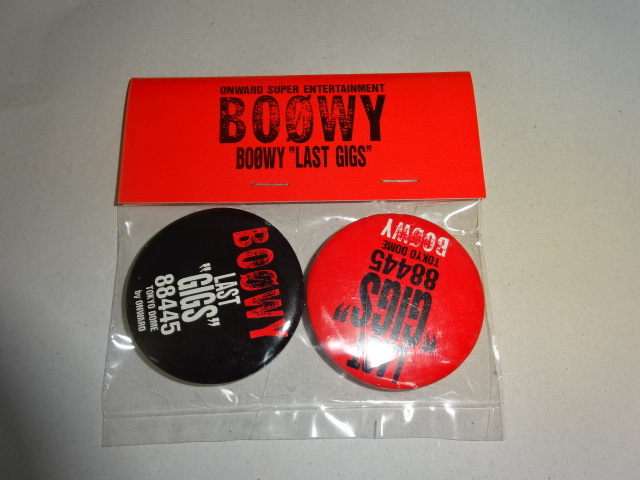 ONWARD SUPER ENTERTAINMENT
BOØWY
BOØWY "LAST GIGS"
BOØWY
LAST
"GIGS"
88445
TOKYO DOME
by ONWARD
BOØWY
TOKYO DOME
88445
"GIGS"
LAST